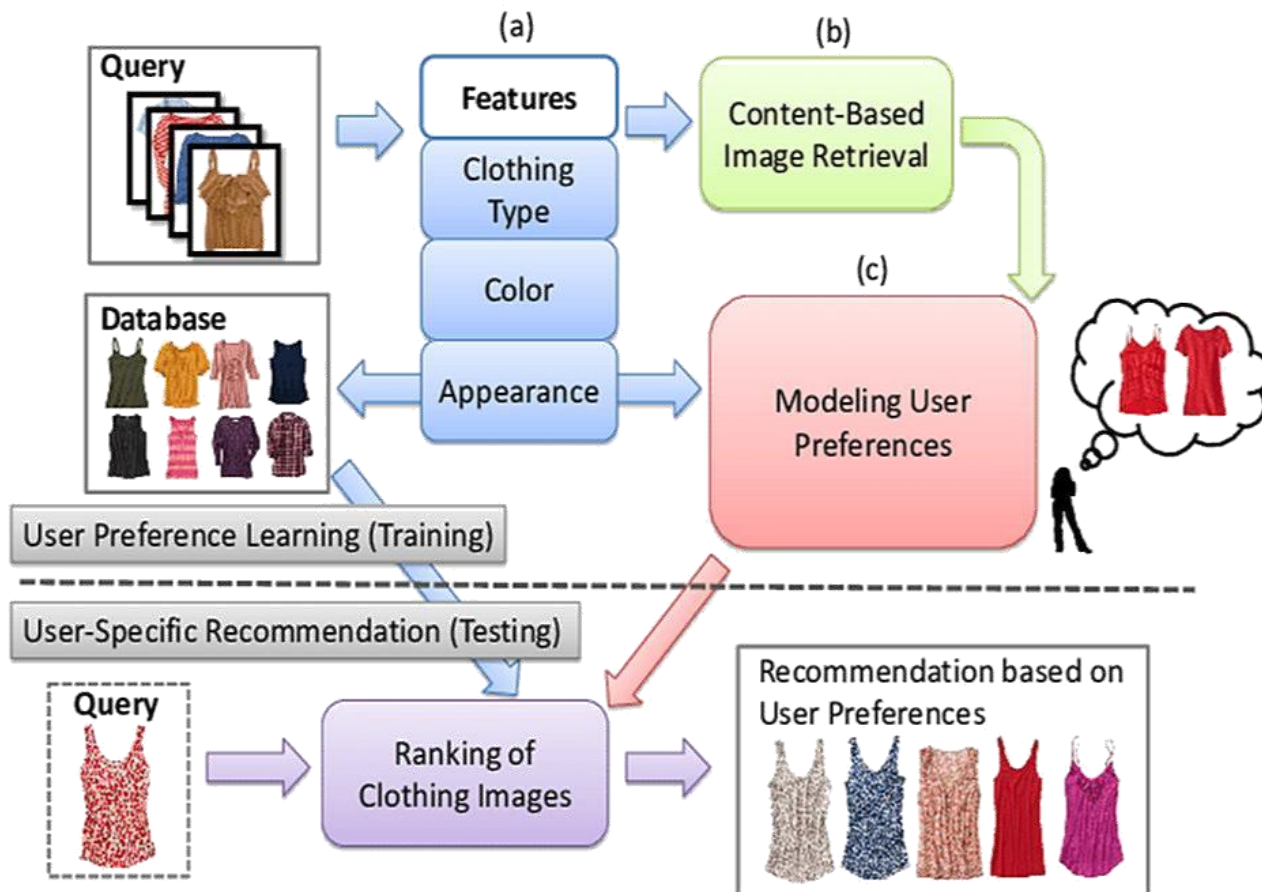 (a)
(b)
Query
Features
Content-Based
Image Retrieval
Clothing
Type
Color
(c)
Database
Appearance
Modeling User
Preferences
User Preference Learning (Training)
User-Specific Recommendation (Testing)
Query
Ranking of
Clothing Images
Recommendation based on
User Preferences